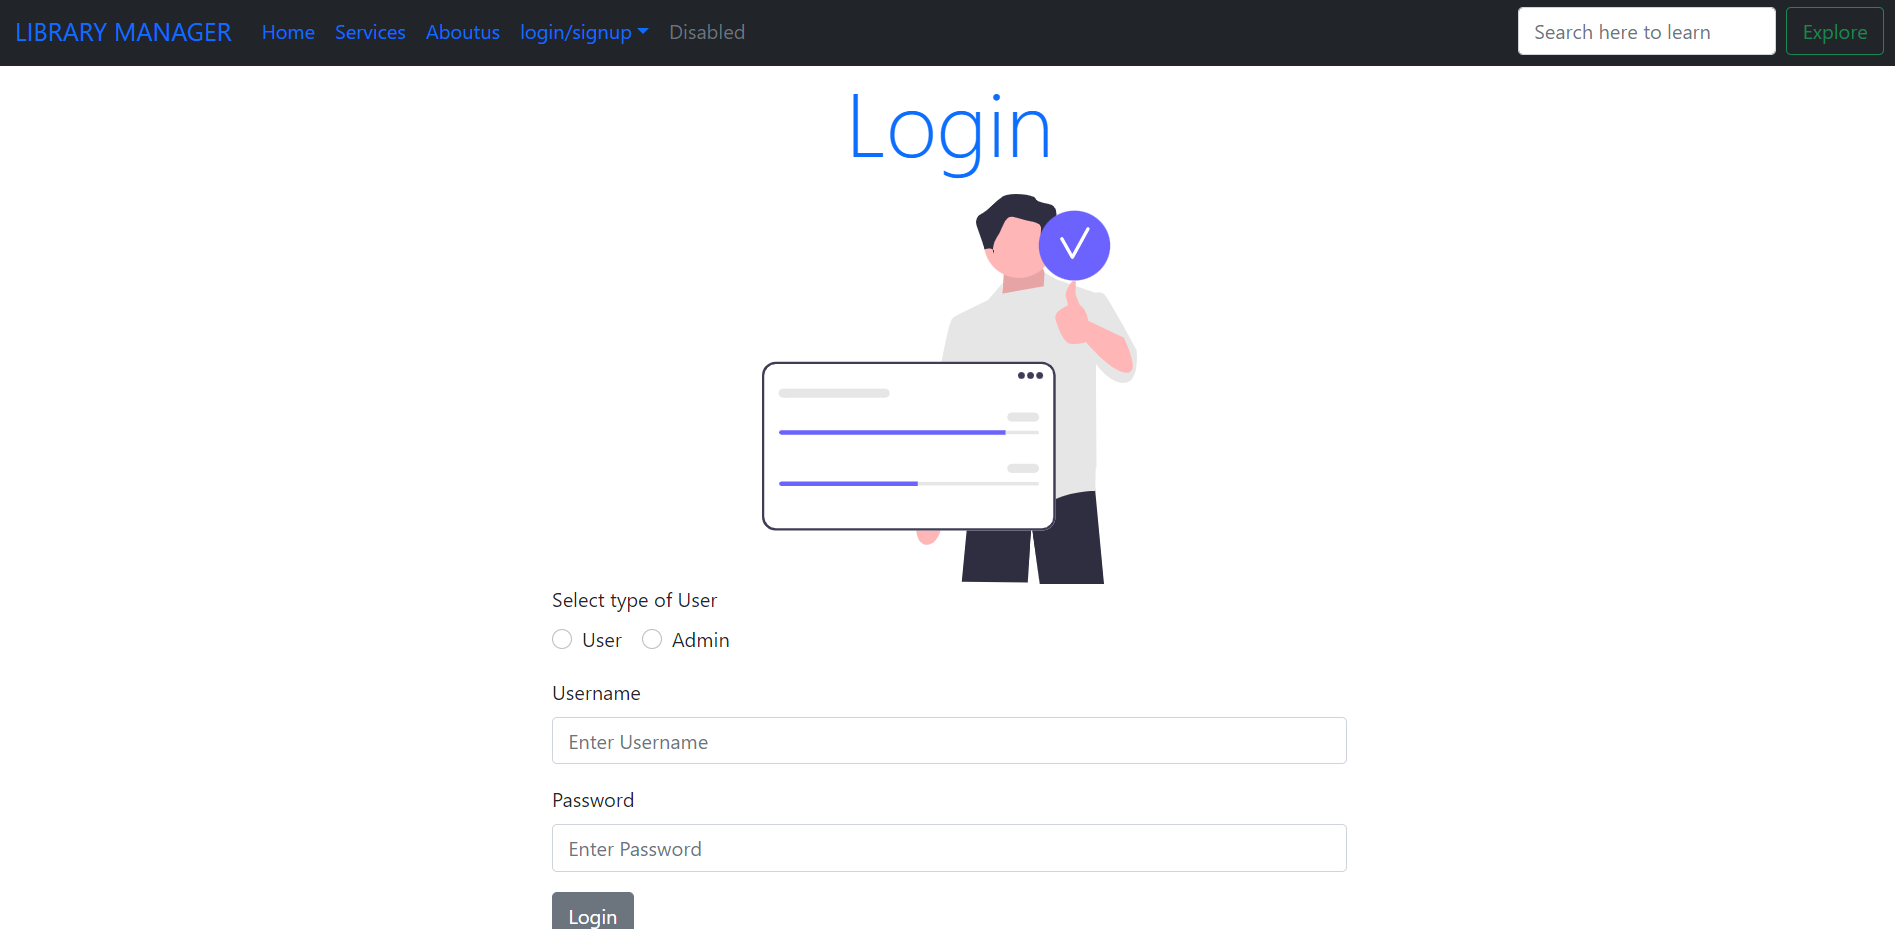 LIBRARY MANAGER Home Services Aboutus login/signup Disabled Search here to learn Explore
Login
Select type of User
User Admin
Username
Enter Username
Password
Enter Password
Login